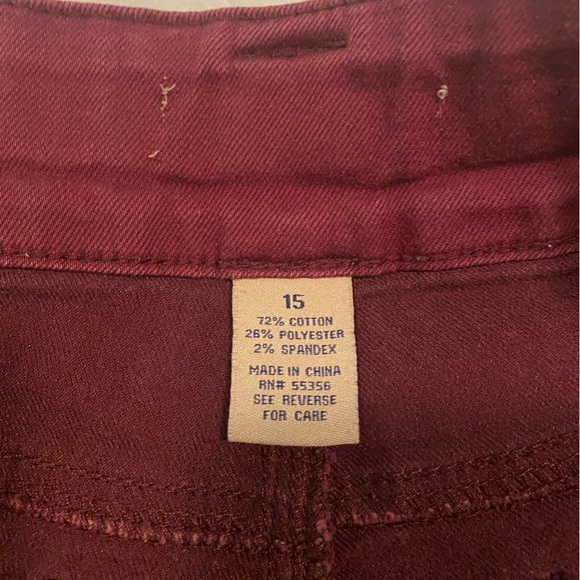 15
72% COTTON
26% POLYESTER
2% SPANDEX
MADE IN CHINA
RN# 55356
SEE REVERSE
FOR CARE